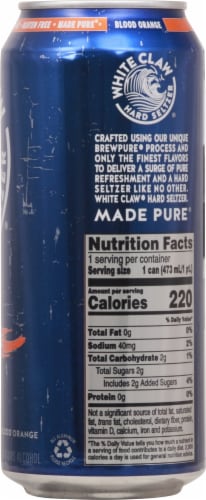 GLUTEN FREE • MADE PURE® • BLOOD ORANGE
WHITE CLAW®
HARD SELTZER
CRAFTED USING OUR UNIQUE
BREWPURE® PROCESS AND
ONLY THE FINEST FLAVORS
TO DELIVER A SURGE OF PURE
REFRESHMENT AND A HARD
SELTZER LIKE NO OTHER.
WHITE CLAW® HARD SELTZER.
MADE PURE®
Nutrition Facts
1 serving per container
Serving size 1 can (473 mL/1 pt.)
Amount per serving
Calories 220
% Daily Value*
Total Fat 0g 0%
Sodium 40mg 2%
Total Carbohydrate 2g 1%
Total Sugars 2g
Includes 2g Added Sugars 4%
Protein 0g 0%
Not a significant source of total fat, saturated
fat, trans fat, cholesterol, dietary fiber, protein,
vitamin D, calcium, iron and potassium.
*The % Daily Value tells you how much a nutrient in
a serving of food contributes to a daily diet. 2,000
calories a day is used for general nutrition advice.
BLOOD ORANGE
ALCOHOL